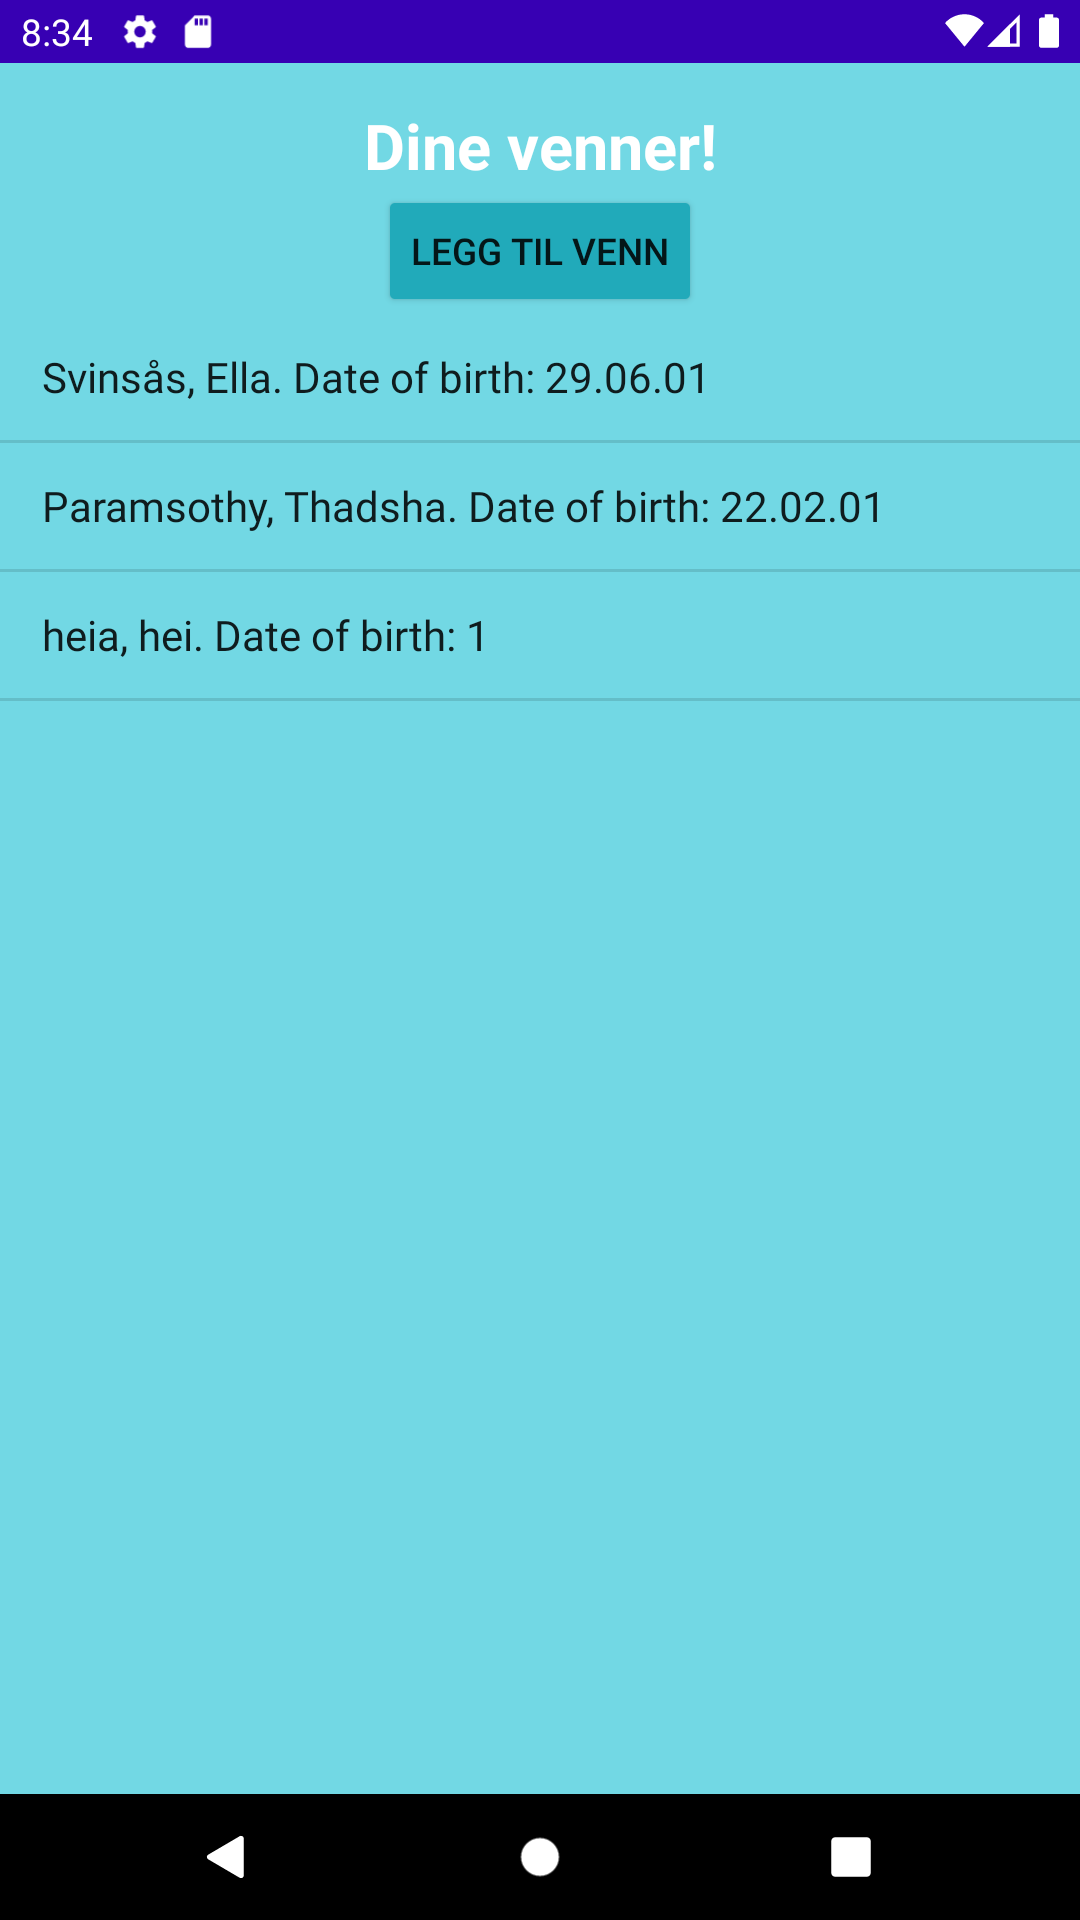 8:34
Dine venner!
LEGG TIL VENN
Svinsås, Ella. Date of birth: 29.06.01
Paramsothy, Thadsha. Date of birth: 22.02.01
heia, hei. Date of birth: 1